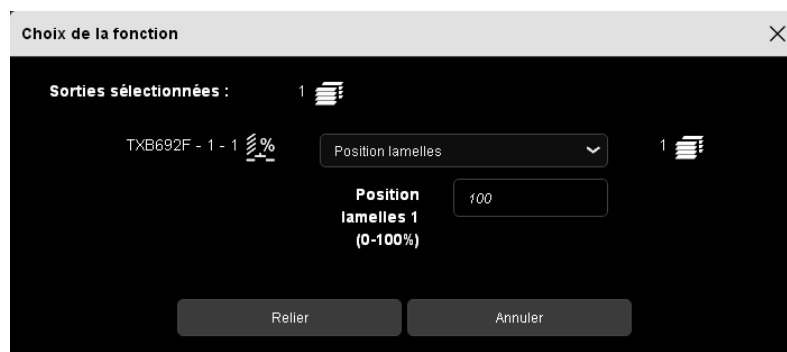 Choix de la fonction
Sorties sélectionnées : 1
TXB692F - 1 - 1 % Position lamelles 1
Position
lamelles 1
(0-100%)
100
Relier Annuler